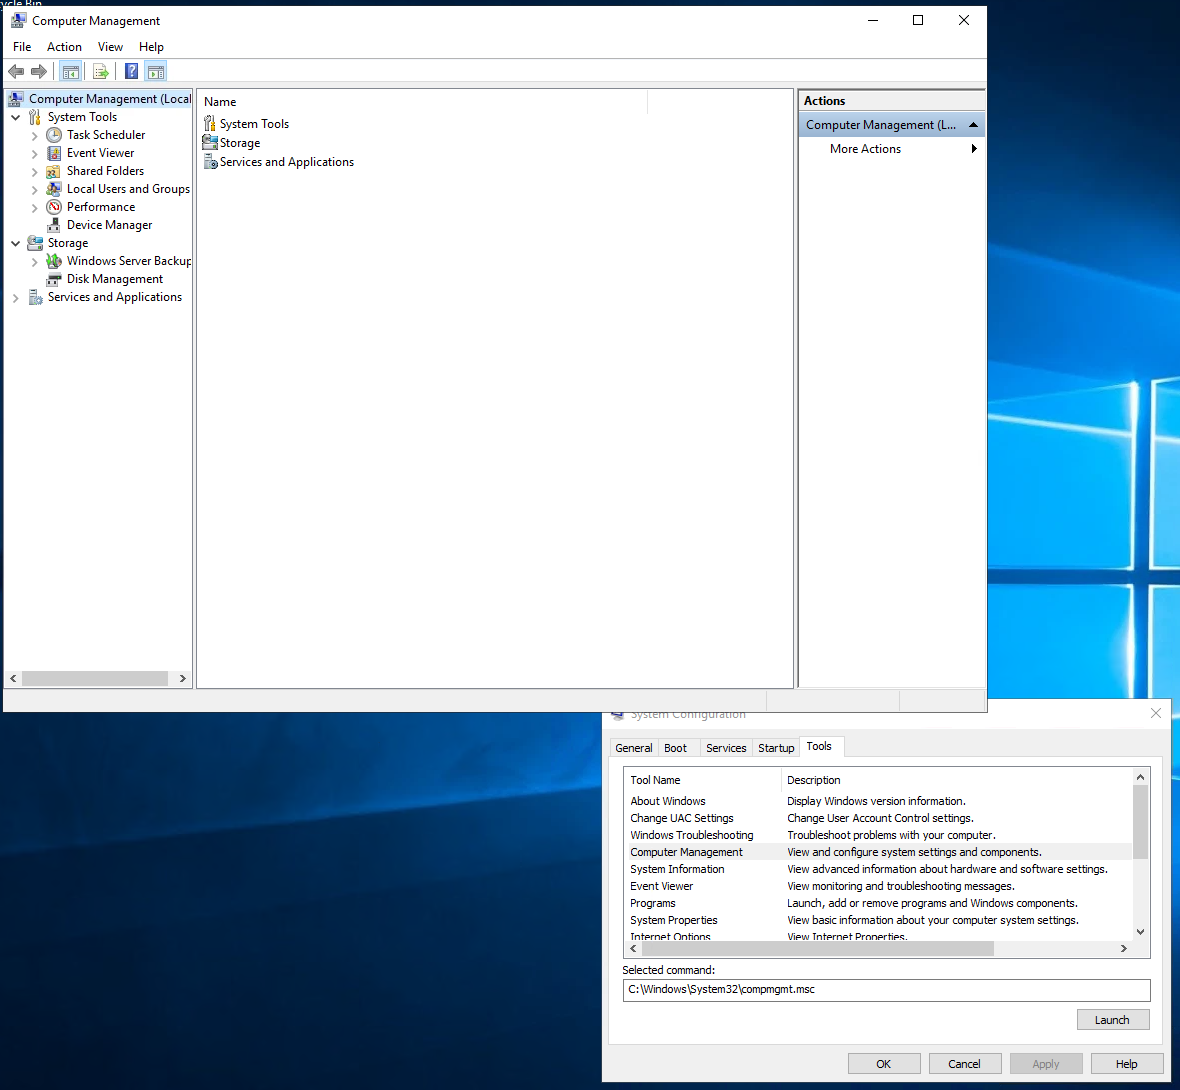 cycle Bin
Computer Management
File Action View Help
Computer Management (Local
System Tools
Task Scheduler
Event Viewer
Shared Folders
Local Users and Groups
Performance
Device Manager
Storage
Windows Server Backup
Disk Management
Services and Applications
Name
System Tools
Storage
Services and Applications
Actions
Computer Management (L...
More Actions
System Configuration
General Boot Services Startup Tools
Tool Name Description
About Windows Display Windows version information.
Change UAC Settings Change User Account Control settings.
Windows Troubleshooting Troubleshoot problems with your computer.
Computer Management View and configure system settings and components.
System Information View advanced information about hardware and software settings.
Event Viewer View monitoring and troubleshooting messages.
Programs Launch, add or remove programs and Windows components.
System Properties View basic information about your computer system settings.
Internet Options View Internet Properties.
Selected command:
C:\Windows\System32\compmgmt.msc
Launch
OK Cancel Apply Help